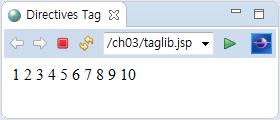 Directives Tag
/ch03/taglib.jsp
1 2 3 4 5 6 7 8 9 10